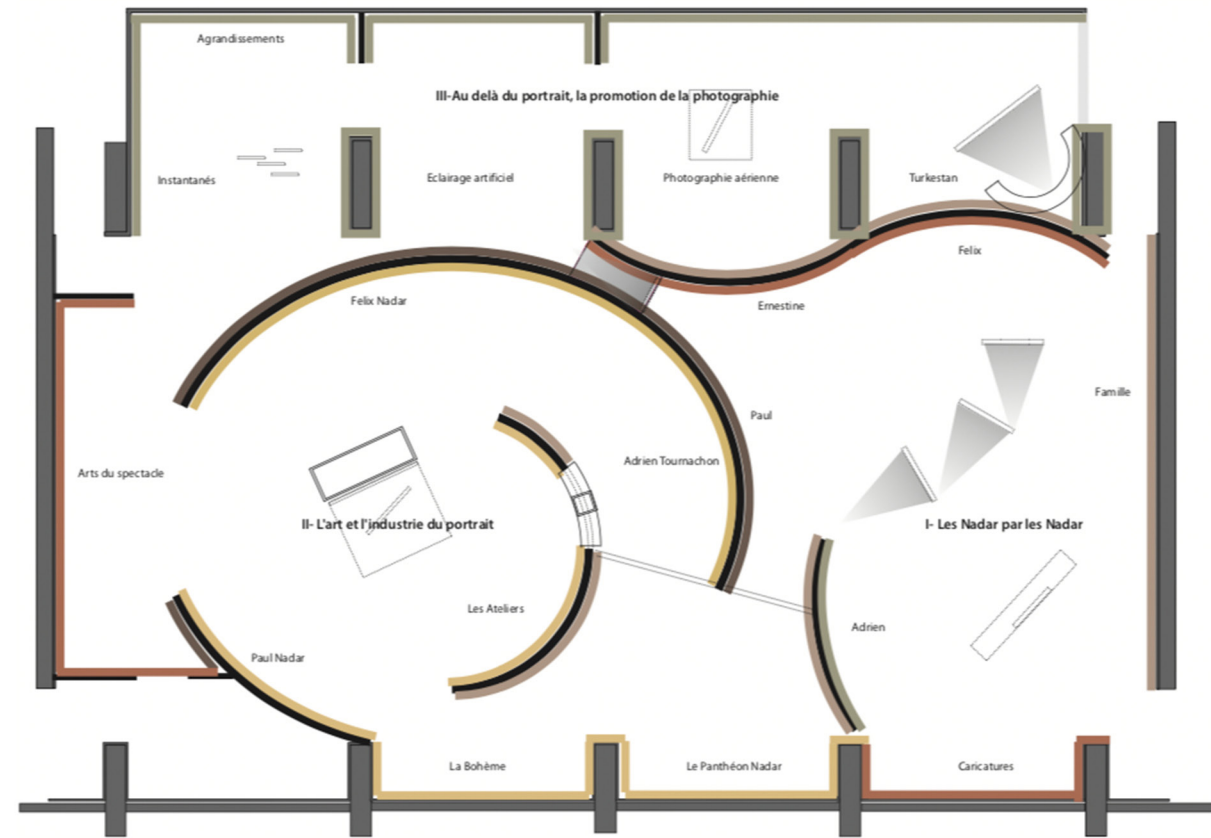 Agrandissements
III-Au delà du portrait, la promotion de la photographie
Instantanés
Eclairage artificiel
Photographie aérienne
Turkestan
Felix
Felix Nadar
Ernestine
Famille
Paul
Adrien Tournachon
Arts du spectacle
II- L'art et l'industrie du portrait
I- Les Nadar par les Nadar
Les Ateliers
Adrien
Paul Nadar
La Bohème
Le Panthéon Nadar
Caricatures